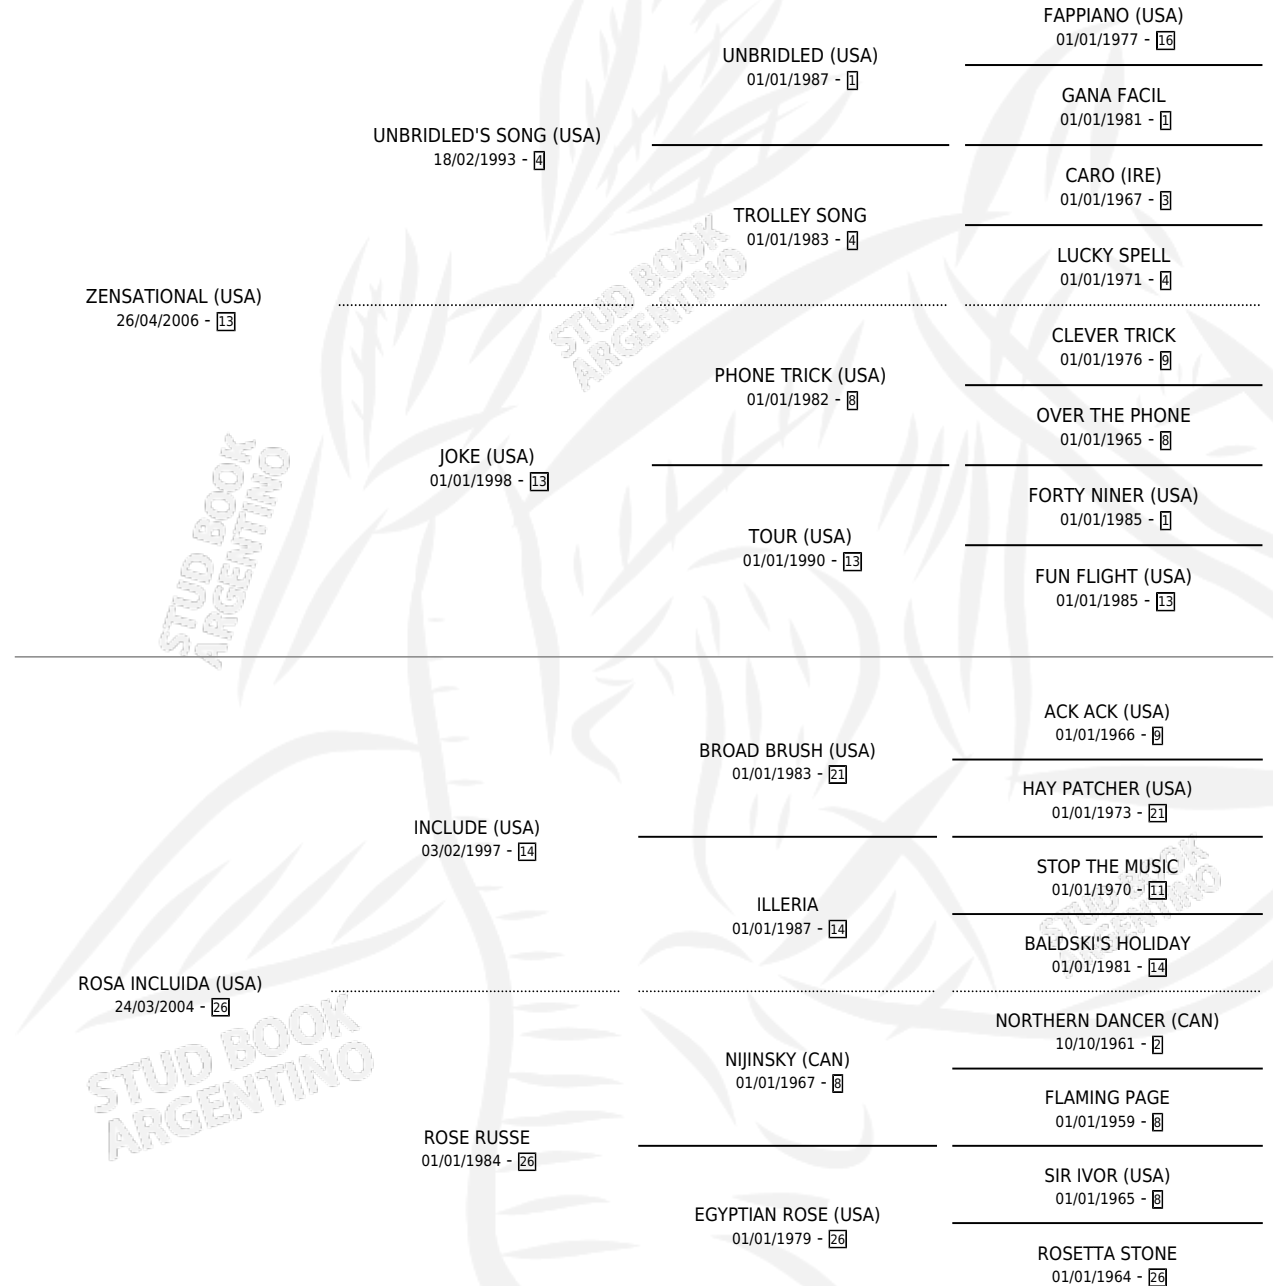 FAPPIANO (USA)
01/01/1977 - 16
UNBRIDLED (USA)
01/01/1987 - 1
GANA FACIL
01/01/1981 - 1
UNBRIDLED'S SONG (USA)
18/02/1993 - 4
CARO (IRE)
01/01/1967 - 3
TROLLEY SONG
01/01/1983 - 4
LUCKY SPELL
01/01/1971 - 4
ZENSATIONAL (USA)
26/04/2006 - 13
STUD BOOK
ARGENTINO
CLEVER TRICK
01/01/1976 - 9
PHONE TRICK (USA)
01/01/1982 - 8
OVER THE PHONE
01/01/1965 - 8
JOKE (USA)
01/01/1998 - 13
FORTY NINER (USA)
01/01/1985 - 1
TOUR (USA)
01/01/1990 - 13
FUN FLIGHT (USA)
01/01/1985 - 13
STUD BOOK
ARGENTINO
ACK ACK (USA)
01/01/1966 - 9
BROAD BRUSH (USA)
01/01/1983 - 21
HAY PATCHER (USA)
01/01/1973 - 21
INCLUDE (USA)
03/02/1997 - 14
STOP THE MUSIC
01/01/1970 - 11
ILLERIA
01/01/1987 - 14
BALDSKI'S HOLIDAY
01/01/1981 - 14
STUD BOOK
ARGENTINO
ROSA INCLUIDA (USA)
24/03/2004 - 26
NORTHERN DANCER (CAN)
10/10/1961 - 2
NIJINSKY (CAN)
01/01/1967 - 8
FLAMING PAGE
01/01/1959 - 8
STUD BOOK
ARGENTINO
ROSE RUSSE
01/01/1984 - 26
SIR IVOR (USA)
01/01/1965 - 8
EGYPTIAN ROSE (USA)
01/01/1979 - 26
ROSETTA STONE
01/01/1964 - 26